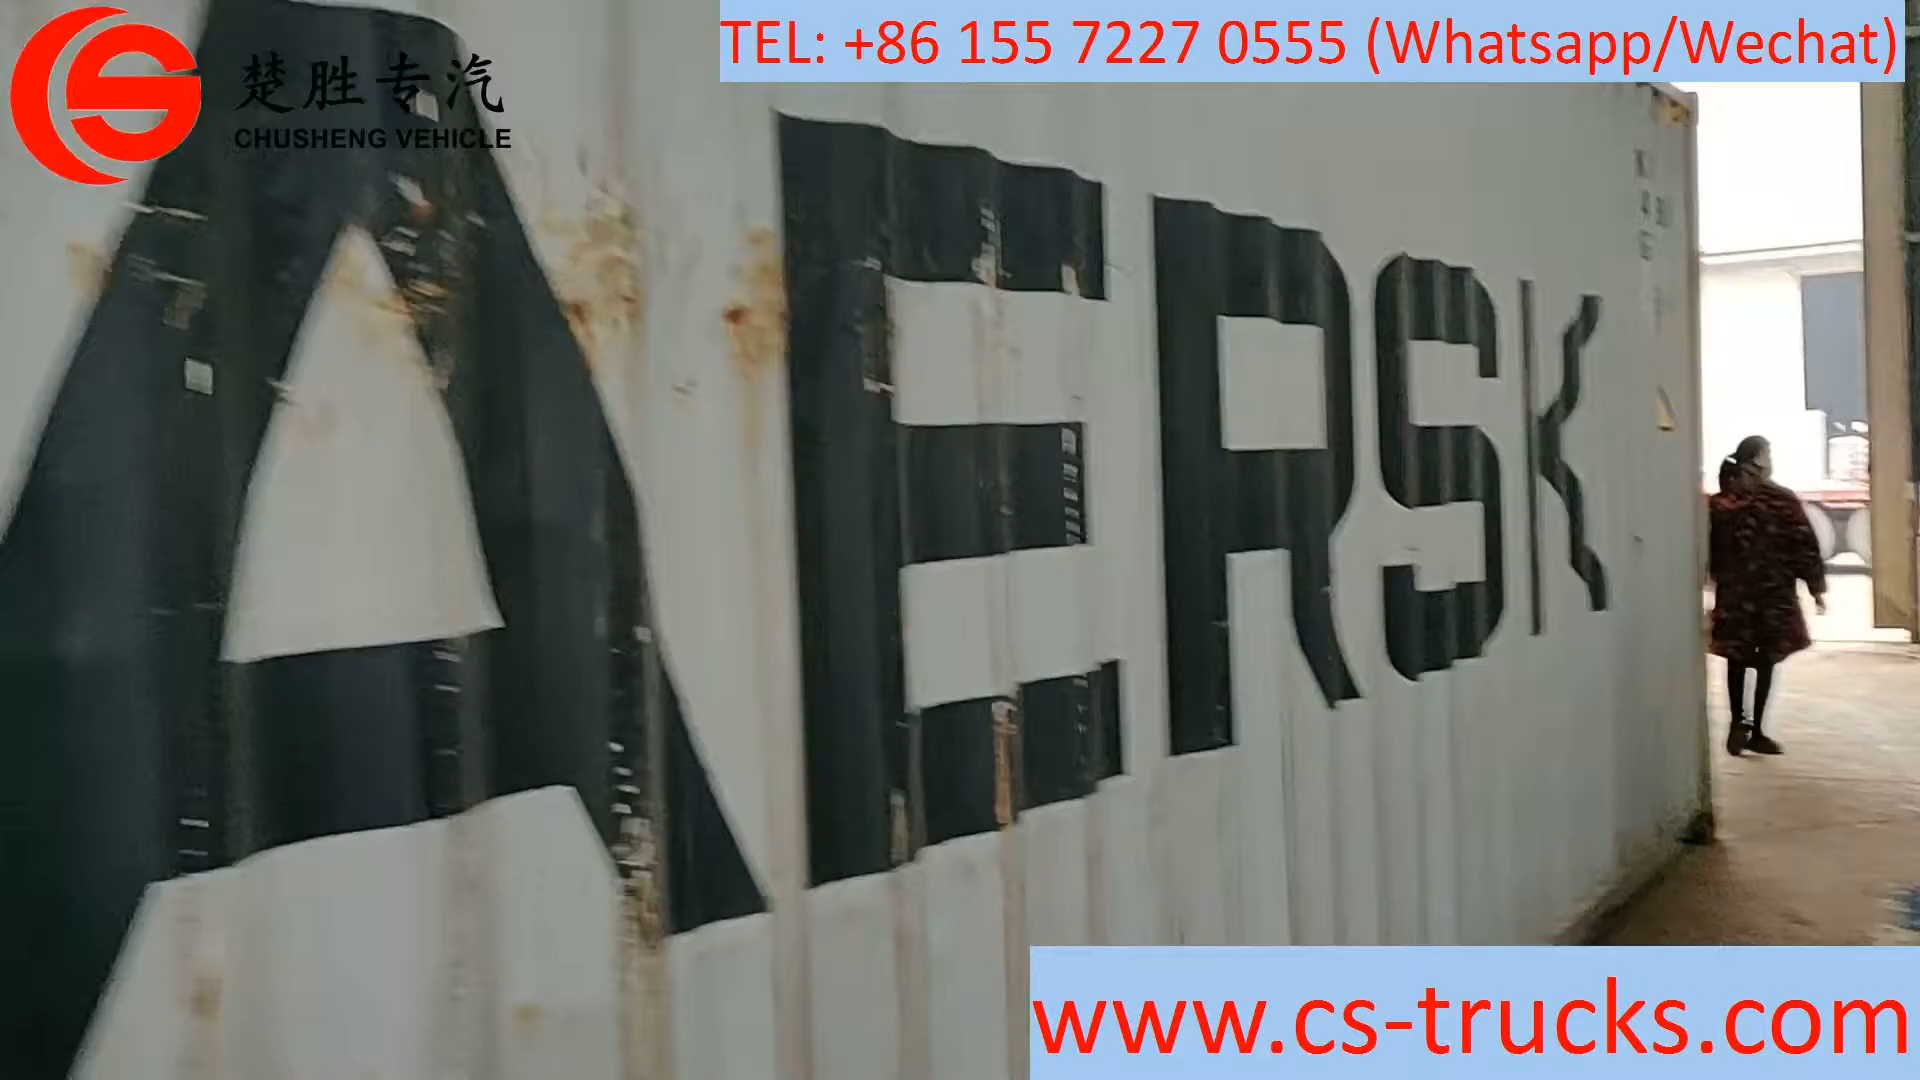 TEL: +86 155 7227 0555 (Whatsapp/Wechat)
楚胜专汽
CHUSHENG VEHICLE
AERSK
www.cs-trucks.com